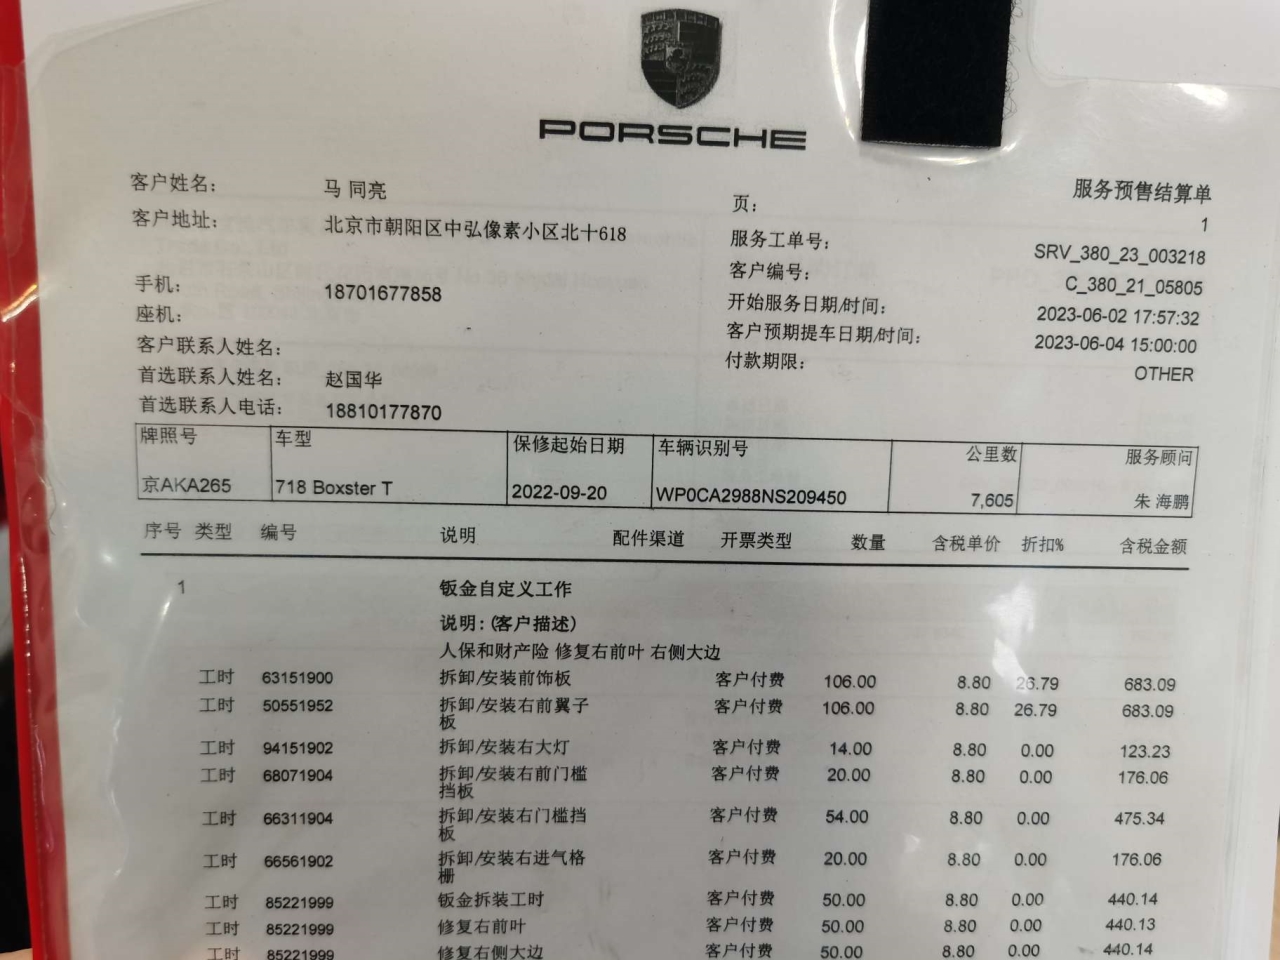 PORSCHE
服务预售结算单
客户姓名： 马 同亮
页： 1
客户地址： 北京市朝阳区中弘像素小区北十618
服务工单号： SRV_380_23_003218
客户编号： C_380_21_05805
手机： 18701677858
开始服务日期/时间： 2023-06-02 17:57:32
座机：
客户预期提车日期/时间： 2023-06-04 15:00:00
客户联系人姓名：
付款期限： OTHER
首选联系人姓名： 赵国华
首选联系人电话： 18810177870
牌照号 车型 保修起始日期 车辆识别号 公里数 服务顾问
京AKA265 718 Boxster T 2022-09-20 WP0CA2988NS209450 7,605 朱 海鹏
序号 类型 编号 说明 配件渠道 开票类型 数量 含税单价 折扣% 含税金额
1 钣金自定义工作
说明：(客户描述)
人保和财产险 修复右前叶 右侧大边
工时 63151900 拆卸/安装前饰板 客户付费 106.00 8.80 26.79 683.09
工时 50551952 拆卸/安装右前翼子 客户付费 106.00 8.80 26.79 683.09
板
工时 94151902 拆卸/安装右大灯 客户付费 14.00 8.80 0.00 123.23
工时 68071904 拆卸/安装右前门槛 客户付费 20.00 8.80 0.00 176.06
挡板
工时 66311904 拆卸/安装右门槛挡 客户付费 54.00 8.80 0.00 475.34
板
工时 66561902 拆卸/安装右进气格 客户付费 20.00 8.80 0.00 176.06
栅
工时 85221999 钣金拆装工时 客户付费 50.00 8.80 0.00 440.14
工时 85221999 修复右前叶 客户付费 50.00 8.80 0.00 440.13
工时 85221999 修复右侧大边 客户付费 50.00 8.80 0.00 440.14